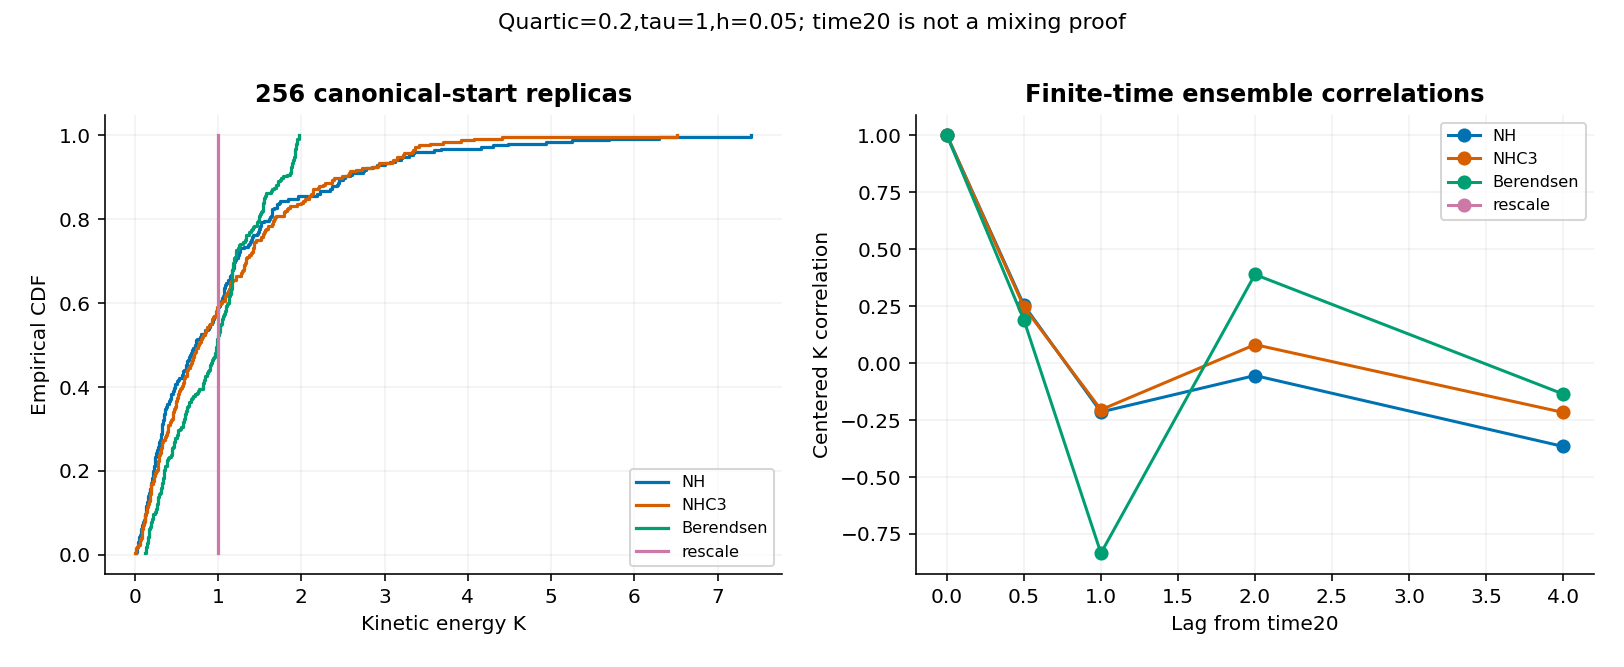 Quartic=0.2,tau=1,h=0.05; time20 is not a mixing proof
256 canonical-start replicas
Empirical CDF
1.0
0.8
0.6
0.4
0.2
0.0
0 1 2 3 4 5 6 7
Kinetic energy K
NH
NHC3
Berendsen
rescale
Finite-time ensemble correlations
Centered K correlation
1.00
0.75
0.50
0.25
0.00
−0.25
−0.50
−0.75
0.0 0.5 1.0 1.5 2.0 2.5 3.0 3.5 4.0
Lag from time20
NH
NHC3
Berendsen
rescale